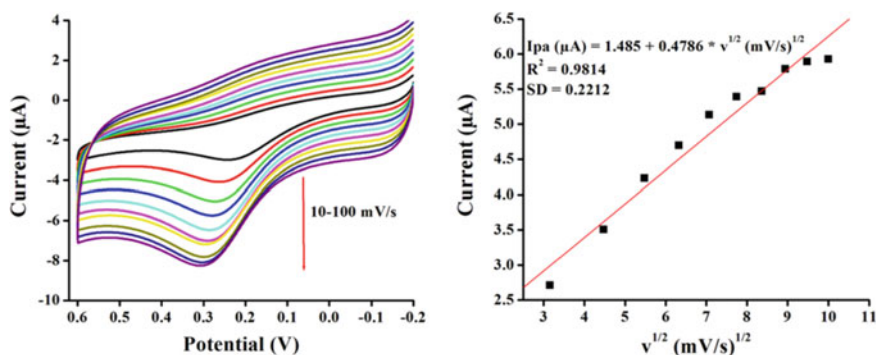 4
2
0
-2
-4
-6
-8
-10
Current (μA)
10-100 mV/s
0.6 0.5 0.4 0.3 0.2 0.1 0.0 -0.1 -0.2
Potential (V)
6.5
6.0
5.5
5.0
4.5
4.0
3.5
3.0
2.5
Current (μA)
Ipa (μA) = 1.485 + 0.4786 * v^1/2 (mV/s)^1/2
R^2 = 0.9814
SD = 0.2212
3 4 5 6 7 8 9 10 11
v^1/2 (mV/s)^1/2